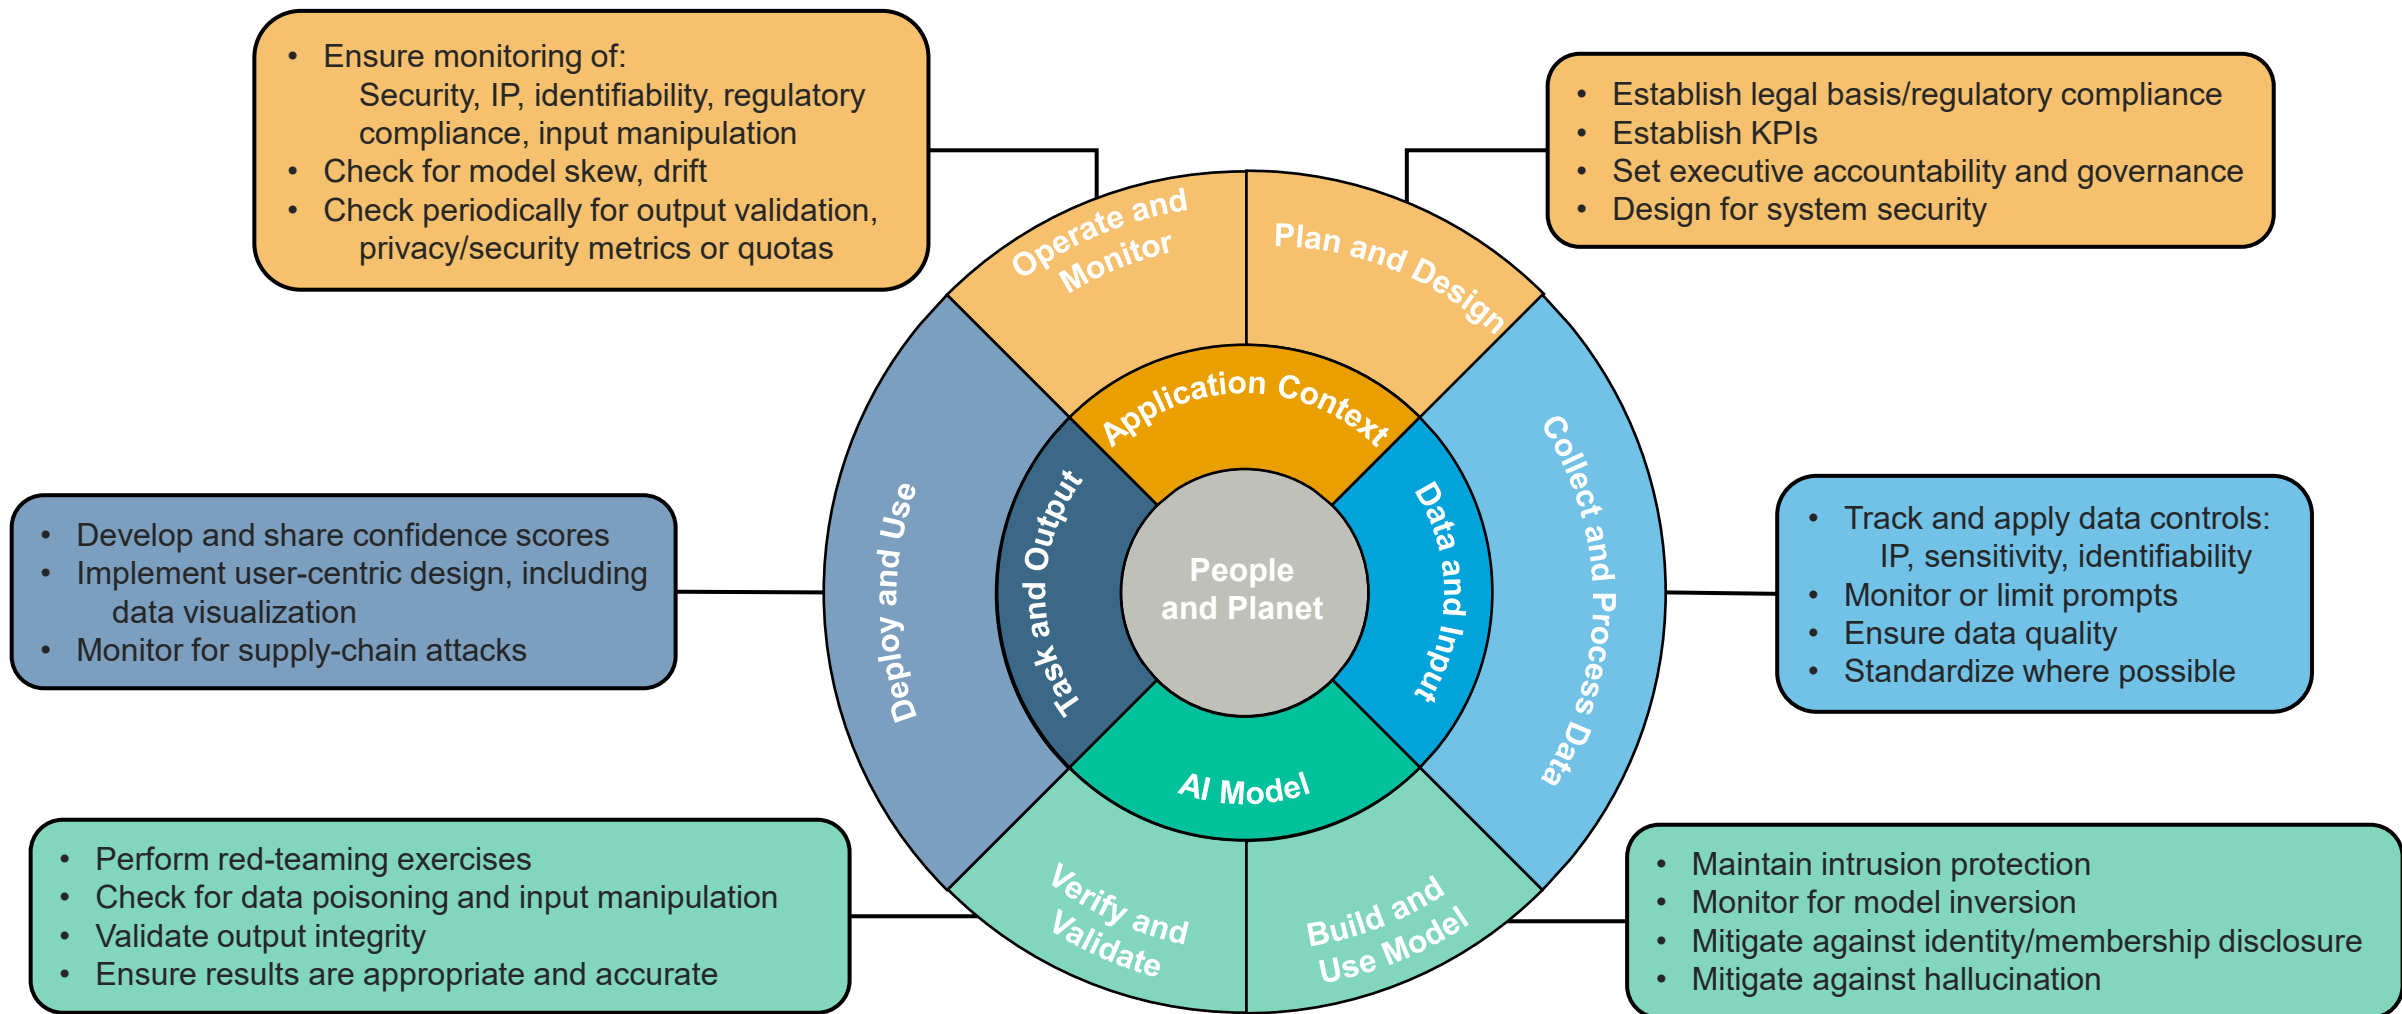 • Ensure monitoring of:
Security, IP, identifiability, regulatory
compliance, input manipulation
• Check for model skew, drift
• Check periodically for output validation,
privacy/security metrics or quotas
• Establish legal basis/regulatory compliance
• Establish KPIs
• Set executive accountability and governance
• Design for system security
Operate and
Monitor
Plan and Design
Application Context
• Develop and share confidence scores
• Implement user-centric design, including
data visualization
• Monitor for supply-chain attacks
Deploy and Use
Task and Output
People
and Planet
Data and Input
Collect and Process Data
• Track and apply data controls:
IP, sensitivity, identifiability
• Monitor or limit prompts
• Ensure data quality
• Standardize where possible
AI Model
• Perform red-teaming exercises
• Check for data poisoning and input manipulation
• Validate output integrity
• Ensure results are appropriate and accurate
Verify and
Validate
Build and
Use Model
• Maintain intrusion protection
• Monitor for model inversion
• Mitigate against identity/membership disclosure
• Mitigate against hallucination